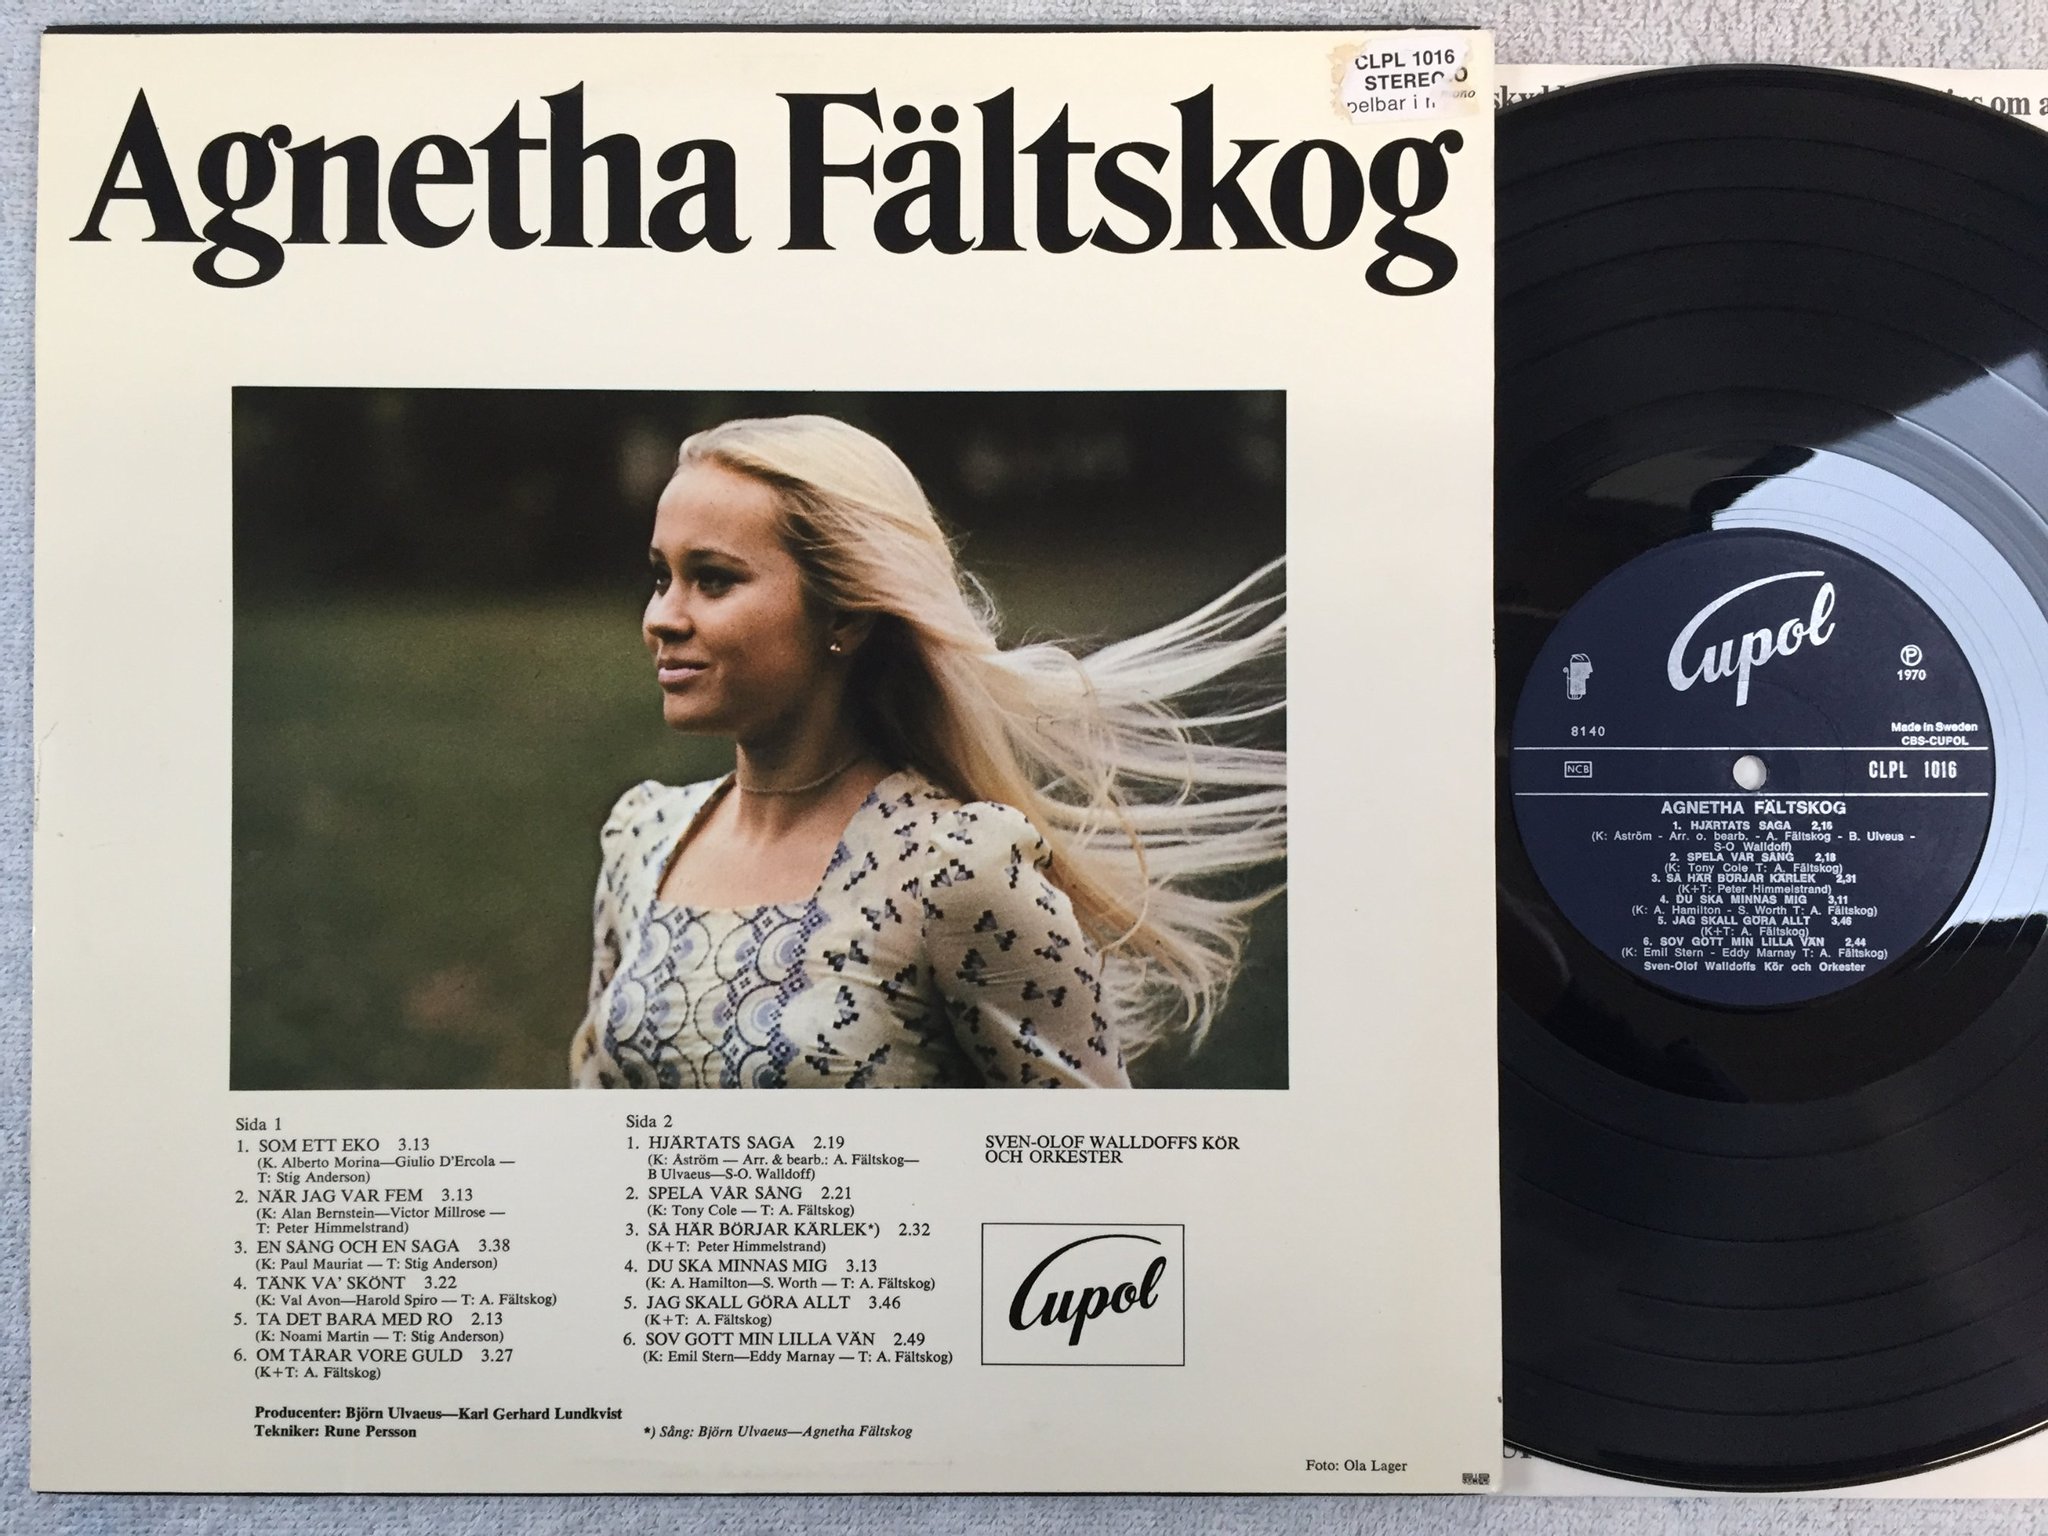 CLPL 1016
STEREO
pelbar i
mono
Agnetha Fältskog
Sida 1
1. SOM ETT EKO 3.13
(K. Alberto Morina—Giulio D'Ercola —
T: Stig Anderson)
2. NÄR JAG VAR FEM 3.13
(K: Alan Bernstein—Victor Millrose —
T: Peter Himmelstrand)
3. EN SÅNG OCH EN SAGA 3.38
(K: Paul Mauriat — T: Stig Anderson)
4. TÄNK VA' SKÖNT 3.22
(K: Val Avon—Harold Spiro — T: A. Fältskog)
5. TA DET BARA MED RO 2.13
(K: Noami Martin — T: Stig Anderson)
6. OM TÅRAR VORE GULD 3.27
(K+T: A. Fältskog)
Sida 2
1. HJÄRTATS SAGA 2.19
(K: Åström — Arr. & bearb.: A. Fältskog—
B Ulvaeus—S-O. Walldoff)
2. SPELA VÅR SÅNG 2.21
(K: Tony Cole — T: A. Fältskog)
3. SÅ HÄR BÖRJAR KÄRLEK*) 2.32
(K+T: Peter Himmelstrand)
4. DU SKA MINNAS MIG 3.13
(K: A. Hamilton—S. Worth — T: A. Fältskog)
5. JAG SKALL GÖRA ALLT 3.46
(K+T: A. Fältskog)
6. SOV GOTT MIN LILLA VÄN 2.49
(K: Emil Stern—Eddy Marnay — T: A. Fältskog)
SVEN-OLOF WALLDOFFS KÖR
OCH ORKESTER
Cupol
Producenter: Björn Ulvaeus—Karl Gerhard Lundkvist
Tekniker: Rune Persson
*) Sång: Björn Ulvaeus—Agnetha Fältskog
Foto: Ola Lager
om a
Cupol
P
1970
8140
Made in Sweden
CBS-CUPOL
NCB
CLPL 1016
AGNETHA FÄLTSKOG
1. HJÄRTATS SAGA 2,16
(K: Åström - Arr. o. bearb. - A. Fältskog - B. Ulveus -
S-O Walldoff)
2. SPELA VÅR SÅNG 2,18
(K: Tony Cole T: A. Fältskog)
3. SÅ HÄR BÖRJAR KÄRLEK 2,31
(K+T: Peter Himmelstrand)
4. DU SKA MINNAS MIG 3,11
(K: A. Hamilton - S. Worth T: A. Fältskog)
5. JAG SKALL GÖRA ALLT 3,46
(K+T: A. Fältskog)
6. SOV GOTT MIN LILLA VÄN 2,44
(K: Emil Stern - Eddy Marnay T: A. Fältskog)
Sven-Olof Walldoffs Kör och Orkester